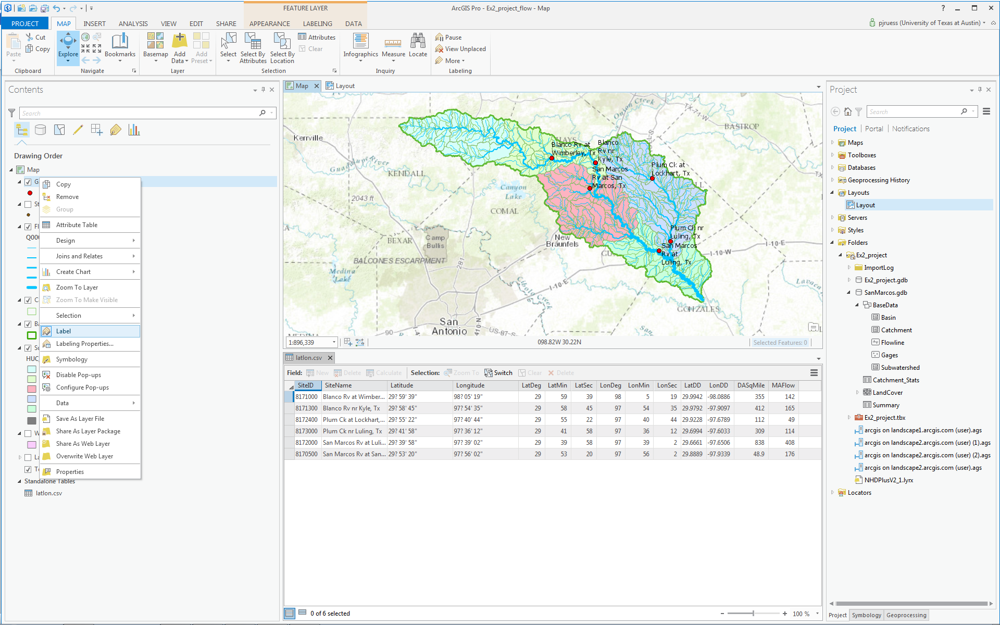 FEATURE LAYER
ArcGIS Pro - Ex2_project_flow - Map
?
PROJECT MAP INSERT ANALYSIS VIEW EDIT SHARE APPEARANCE LABELING DATA
pjruess (University of Texas at Austin)
Paste
Cut
Copy
Clipboard
Explore
Bookmarks
Navigate
Basemap
Add Data
Add Preset
Layer
Select
Select By Attributes
Select By Location
Attributes
Clear
Selection
Infographics
Measure
Locate
Inquiry
Pause
View Unplaced
More
Labeling
Contents
Search
Drawing Order
Map
G
St
Fl
Q00
C
Ba
Su
HUC
W
La
To
Standalone Tables
latlon.csv
Copy
Remove
Group
Attribute Table
Design
Joins and Relates
Create Chart
Zoom To Layer
Zoom To Make Visible
Selection
Label
Labeling Properties...
Symbology
Disable Pop-ups
Configure Pop-ups
Data
Save As Layer File
Share As Layer Package
Share As Web Layer
Overwrite Web Layer
Properties
Map
Layout
Onion Creek
TX-71-W
BASTROP
Kerrville
HAYS
Blanco Rv at
Wimberley, Tx
Blanco
Rv nr
Kyle, Tx
Guadalupe River
KENDALL
San Marcos
Rv at San
Marcos, Tx
Plum Ck at
Lockhart, Tx
Canyon
Lake
2043 ft
COMAL
Plum Ck nr
Luling, Tx
New
Braunfels
San Marcos
Rv at
Luling, Tx
I-10-E
I-10-W
BEXAR
Camp
Bullis
BALCONES ESCARPMENT
281
Medina
Lake
I-10-E
Cibolo Creek
Lavaca
GONZALES
San
Antonio
410-N
90
US-87-S
San
MEDINA
1:896,339
098.82W 30.22N
Selected Features: 0
latlon.csv
Field: New Delete Calculate Selection: Zoom To Switch Clear Delete
SiteID SiteName Latitude Longitude LatDeg LatMin LatSec LonDeg LonMin LonSec LatDD LonDD DASqMile MAFlow
8171000 Blanco Rv at Wimber... 29? 59' 39" 98? 05' 19" 29 59 39 98 5 19 29.9942 -98.0886 355 142
8171300 Blanco Rv nr Kyle, Tx 29? 58' 45" 97? 54' 35" 29 58 45 97 54 35 29.9792 -97.9097 412 165
8172400 Plum Ck at Lockhart,... 29? 55' 22" 97? 40' 44" 29 55 22 97 40 44 29.9228 -97.6789 112 49
8173000 Plum Ck nr Luling, Tx 29? 41' 58" 97? 36' 12" 29 41 58 97 36 12 29.6994 -97.6033 309 114
8172000 San Marcos Rv at Luli... 29? 39' 58" 97? 39' 02" 29 39 58 97 39 2 29.6661 -97.6506 838 408
8170500 San Marcos Rv at San... 29? 53' 20" 97? 56' 02" 29 53 20 97 56 2 29.8889 -97.9339 48.9 176
0 of 6 selected
100 %
Project
Search
Project Portal Notifications
Maps
Toolboxes
Databases
Geoprocessing History
Layouts
Layout
Servers
Styles
Folders
Ex2_project
ImportLog
Ex2_project.gdb
SanMarcos.gdb
BaseData
Basin
Catchment
Flowline
Gages
Subwatershed
Catchment_Stats
LandCover
Summary
Ex2_project.tbx
arcgis on landscape1.arcgis.com (user).ags
arcgis on landscape2.arcgis.com (user) (1).ags
arcgis on landscape2.arcgis.com (user) (2).ags
arcgis on landscape2.arcgis.com (user).ags
NHDPlusV2_1.lyrx
Locators
Project Symbology Geoprocessing